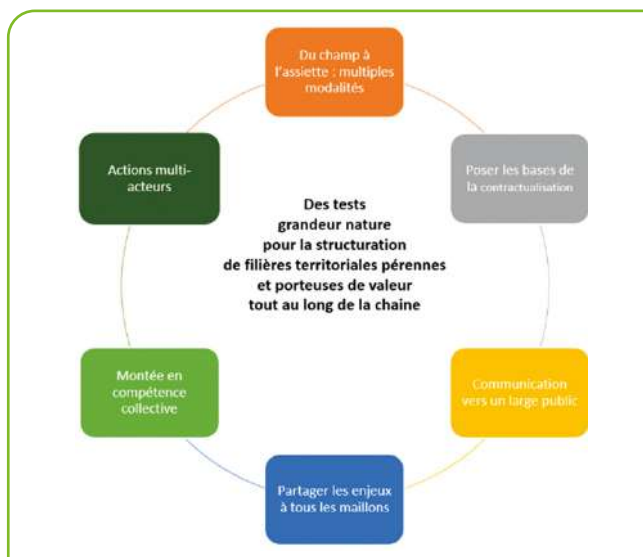 Du champ à
l'assiette : multiples
modalités
Poser les bases de
la contractualisation
Communication
vers un large public
Partager les enjeux
à tous les maillons
Montée en
compétence
collective
Actions multi-
acteurs
Des tests
grandeur nature
pour la structuration
de filières territoriales pérennes
et porteuses de valeur
tout au long de la chaine